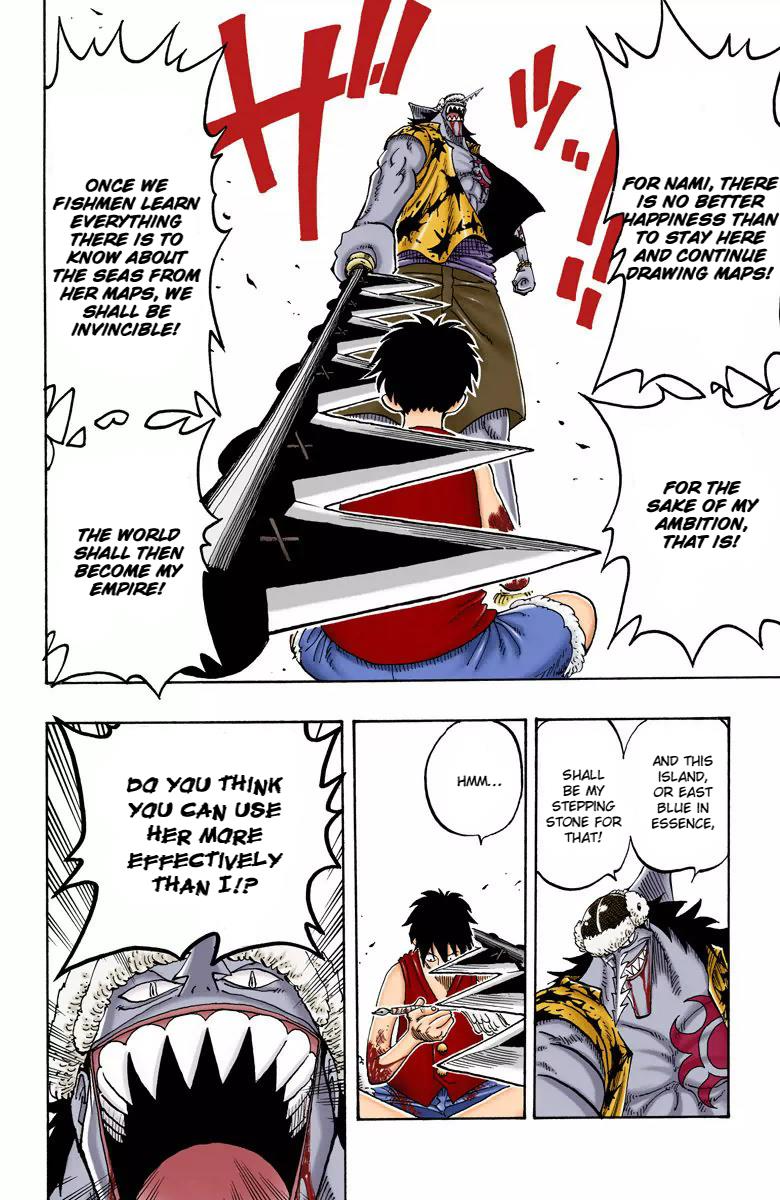 ザッ!!
FOR NAMI, THERE
IS NO BETTER
HAPPINESS THAN
TO STAY HERE
AND CONTINUE
DRAWING MAPS!
FOR THE
SAKE OF MY
AMBITION,
THAT IS!
ONCE WE
FISHMEN LEARN
EVERYTHING
THERE IS TO
KNOW ABOUT
THE SEAS FROM
HER MAPS, WE
SHALL BE
INVINCIBLE!
THE WORLD
SHALL THEN
BECOME MY
EMPIRE!
AND THIS
ISLAND,
OR EAST
BLUE IN
ESSENCE,
SHALL
BE MY
STEPPING
STONE FOR
THAT!
HMM...
DO YOU THINK
YOU CAN USE
HER MORE
EFFECTIVELY
THAN I!?